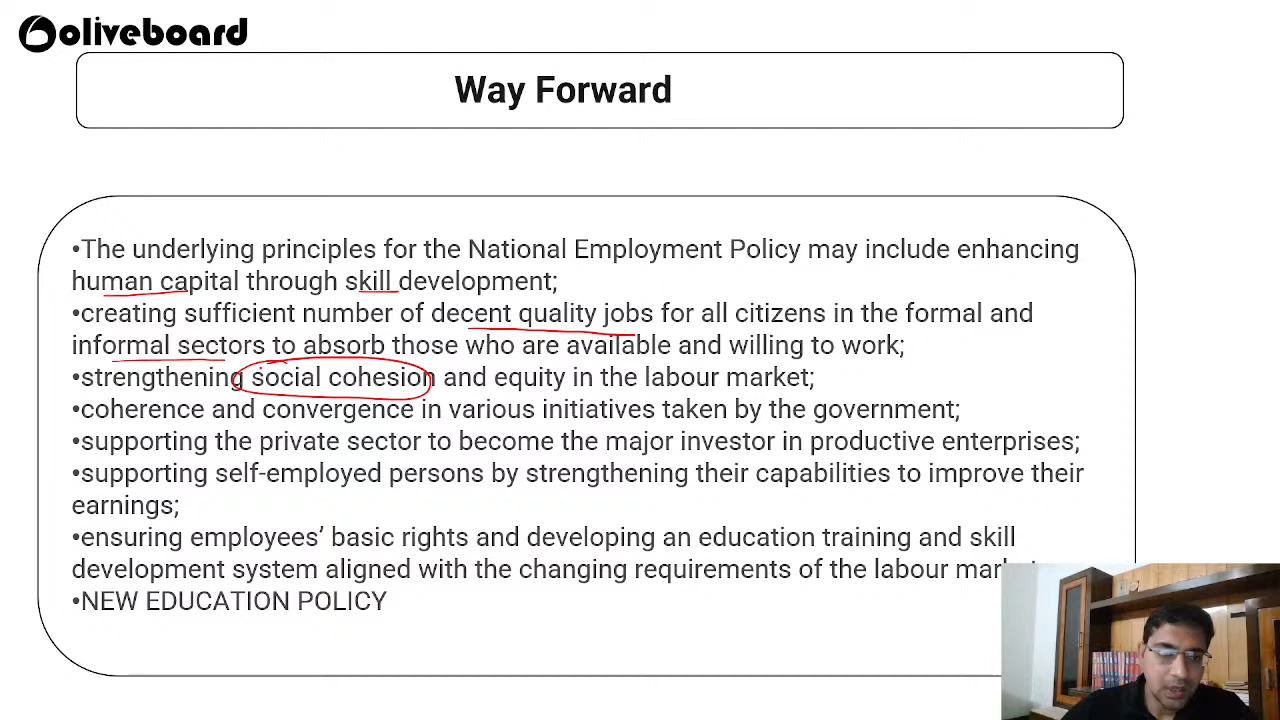 oliveboard
Way Forward
•The underlying principles for the National Employment Policy may include enhancing
human capital through skill development;
•creating sufficient number of decent quality jobs for all citizens in the formal and
informal sectors to absorb those who are available and willing to work;
•strengthening social cohesion and equity in the labour market;
•coherence and convergence in various initiatives taken by the government;
•supporting the private sector to become the major investor in productive enterprises;
•supporting self-employed persons by strengthening their capabilities to improve their
earnings;
•ensuring employees’ basic rights and developing an education training and skill
development system aligned with the changing requirements of the labour
•NEW EDUCATION POLICY